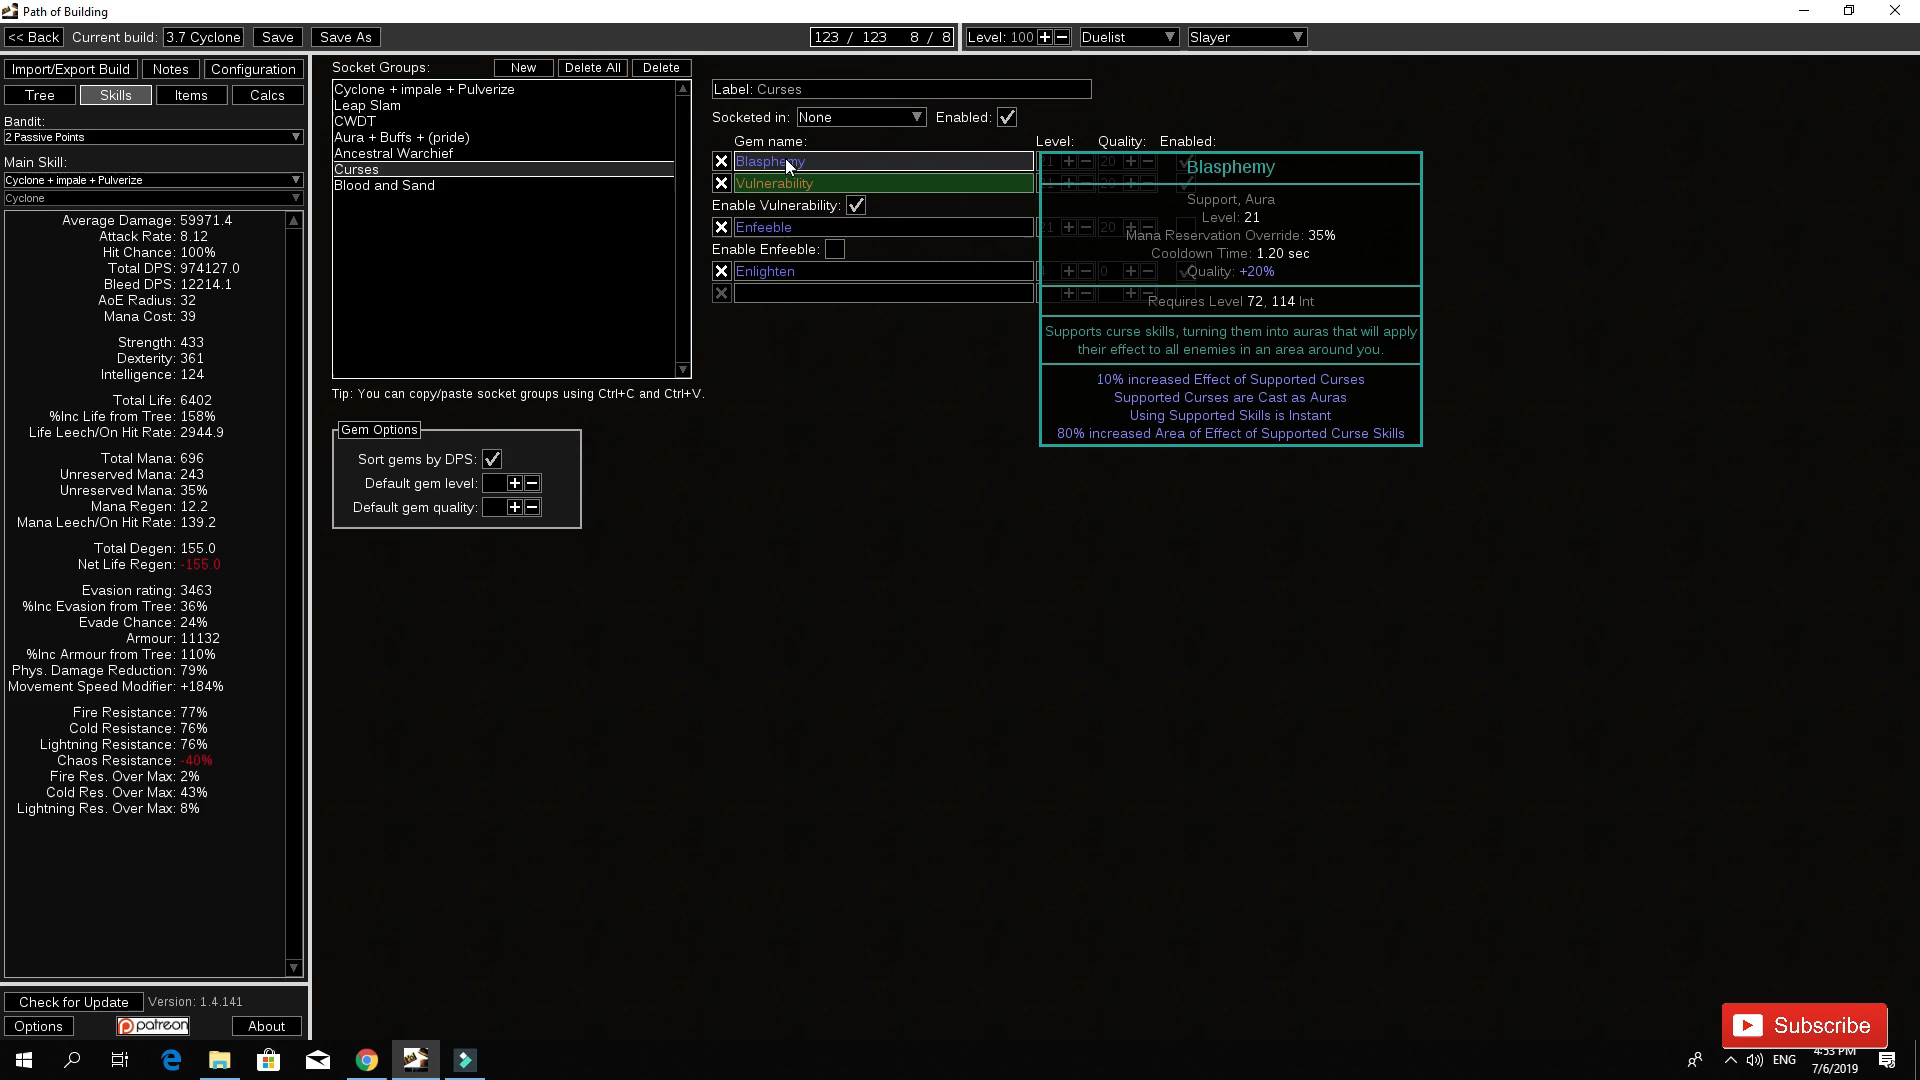 Path of Building
<< Back Current build: 3.7 Cyclone Save Save As 123 / 123 8 / 8 Level: 100 Duelist Slayer
Import/Export Build Notes Configuration
Tree Skills Items Calcs
Bandit:
2 Passive Points
Main Skill:
Cyclone + impale + Pulverize
Cyclone
Average Damage: 59971.4
Attack Rate: 8.12
Hit Chance: 100%
Total DPS: 974127.0
Bleed DPS: 12214.1
AoE Radius: 32
Mana Cost: 39
Strength: 433
Dexterity: 361
Intelligence: 124
Total Life: 6402
%Inc Life from Tree: 158%
Life Leech/On Hit Rate: 2944.9
Total Mana: 696
Unreserved Mana: 243
Unreserved Mana: 35%
Mana Regen: 12.2
Mana Leech/On Hit Rate: 139.2
Total Degen: 155.0
Net Life Regen: -155.0
Evasion rating: 3463
%Inc Evasion from Tree: 36%
Evade Chance: 24%
Armour: 11132
%Inc Armour from Tree: 110%
Phys. Damage Reduction: 79%
Movement Speed Modifier: +184%
Fire Resistance: 77%
Cold Resistance: 76%
Lightning Resistance: 76%
Chaos Resistance: -40%
Fire Res. Over Max: 2%
Cold Res. Over Max: 43%
Lightning Res. Over Max: 8%
Check for Update Version: 1.4.141
Options patreon About
Socket Groups: New Delete All Delete
Cyclone + impale + Pulverize
Leap Slam
CWDT
Aura + Buffs + (pride)
Ancestral Warchief
Curses
Blood and Sand
Tip: You can copy/paste socket groups using Ctrl+C and Ctrl+V.
Gem Options
Sort gems by DPS:
Default gem level:
Default gem quality:
Label: Curses
Socketed in: None Enabled:
Gem name: Level: Quality: Enabled:
Blasphemy 21 20
Vulnerability 20
Enable Vulnerability:
Enfeeble 21 20
Enable Enfeeble:
Enlighten 0
Blasphemy
Support, Aura
Level: 21
Mana Reservation Override: 35%
Cooldown Time: 1.20 sec
Quality: +20%
Requires Level 72, 114 Int
Supports curse skills, turning them into auras that will apply
their effect to all enemies in an area around you.
10% increased Effect of Supported Curses
Supported Curses are Cast as Auras
Using Supported Skills is Instant
80% increased Area of Effect of Supported Curse Skills
Subscribe
ENG
4:53 PM
7/6/2019